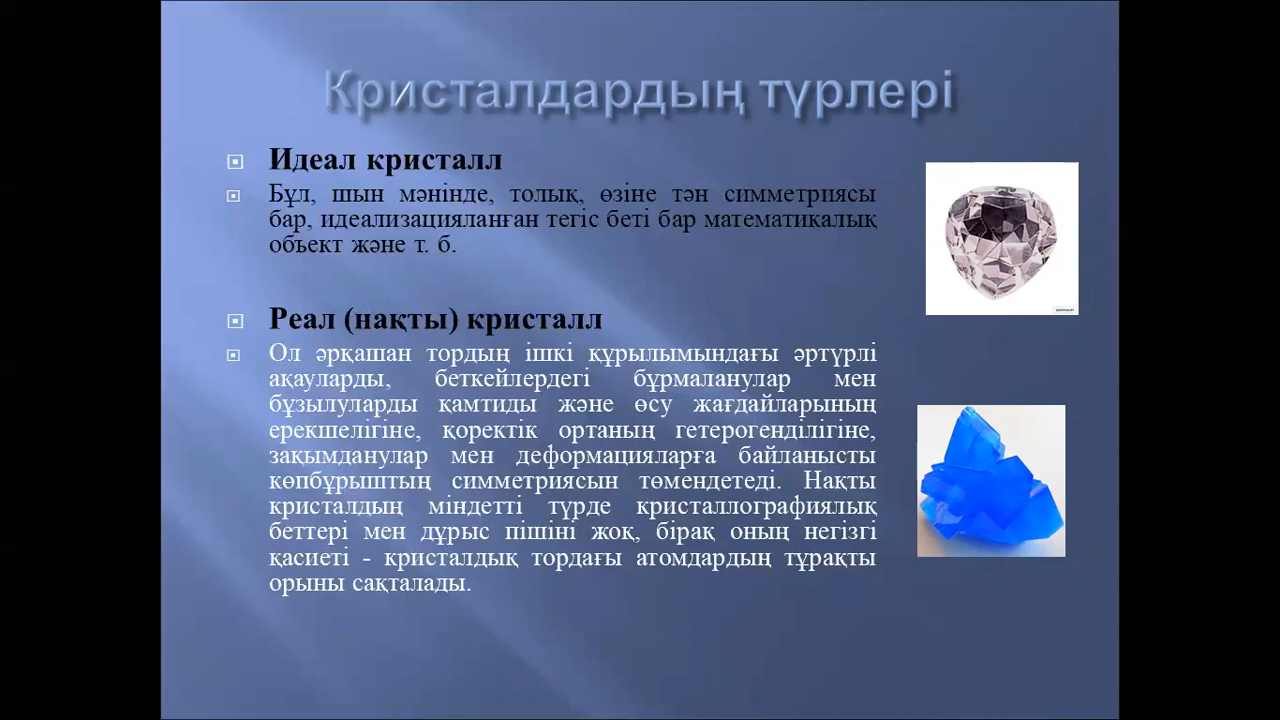 Кристалдардың түрлері
Идеал кристалл
Бұл, шын мәнінде, толық, өзіне тән симметриясы
бар, идеализацияланған тегіс беті бар математикалық
объект және т. б.
Реал (нақты) кристалл
Ол әрқашан тордың ішкі құрылымындағы әртүрлі
ақауларды, беткейлердегі бұрмаланулар мен
бұзылуларды қамтиды және өсу жағдайларының
ерекшелігіне, қоректік ортаның гетерогенділігіне,
зақымданулар мен деформацияларға байланысты
көпбұрыштың симметриясын төмендетеді. Нақты
кристалдың міндетті түрде кристаллографиялық
беттері мен дұрыс пішіні жоқ, бірақ оның негізгі
қасиеті - кристалдық тордағы атомдардың тұрақты
орыны сақталады.